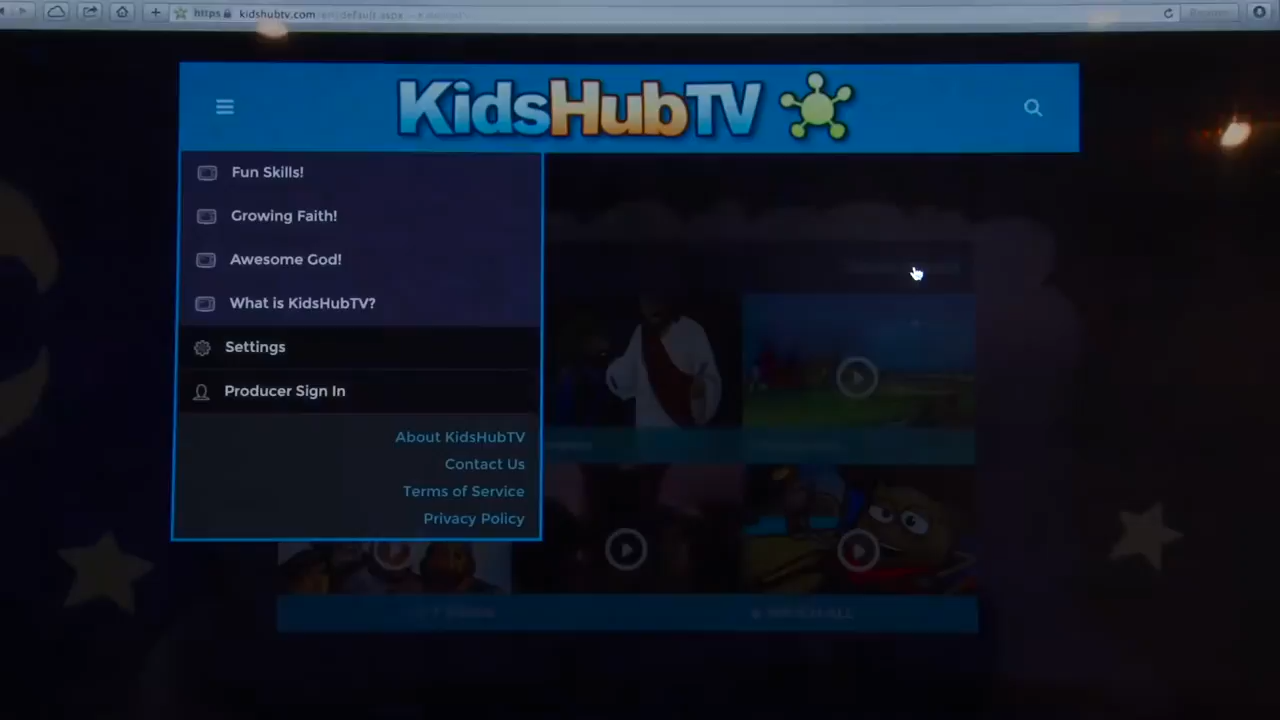 https kidshubtv.com
KidsHubTV
Fun Skills!
Growing Faith!
Awesome God!
What is KidsHubTV?
Settings
Producer Sign In
About KidsHubTV
Contact Us
Terms of Service
Privacy Policy